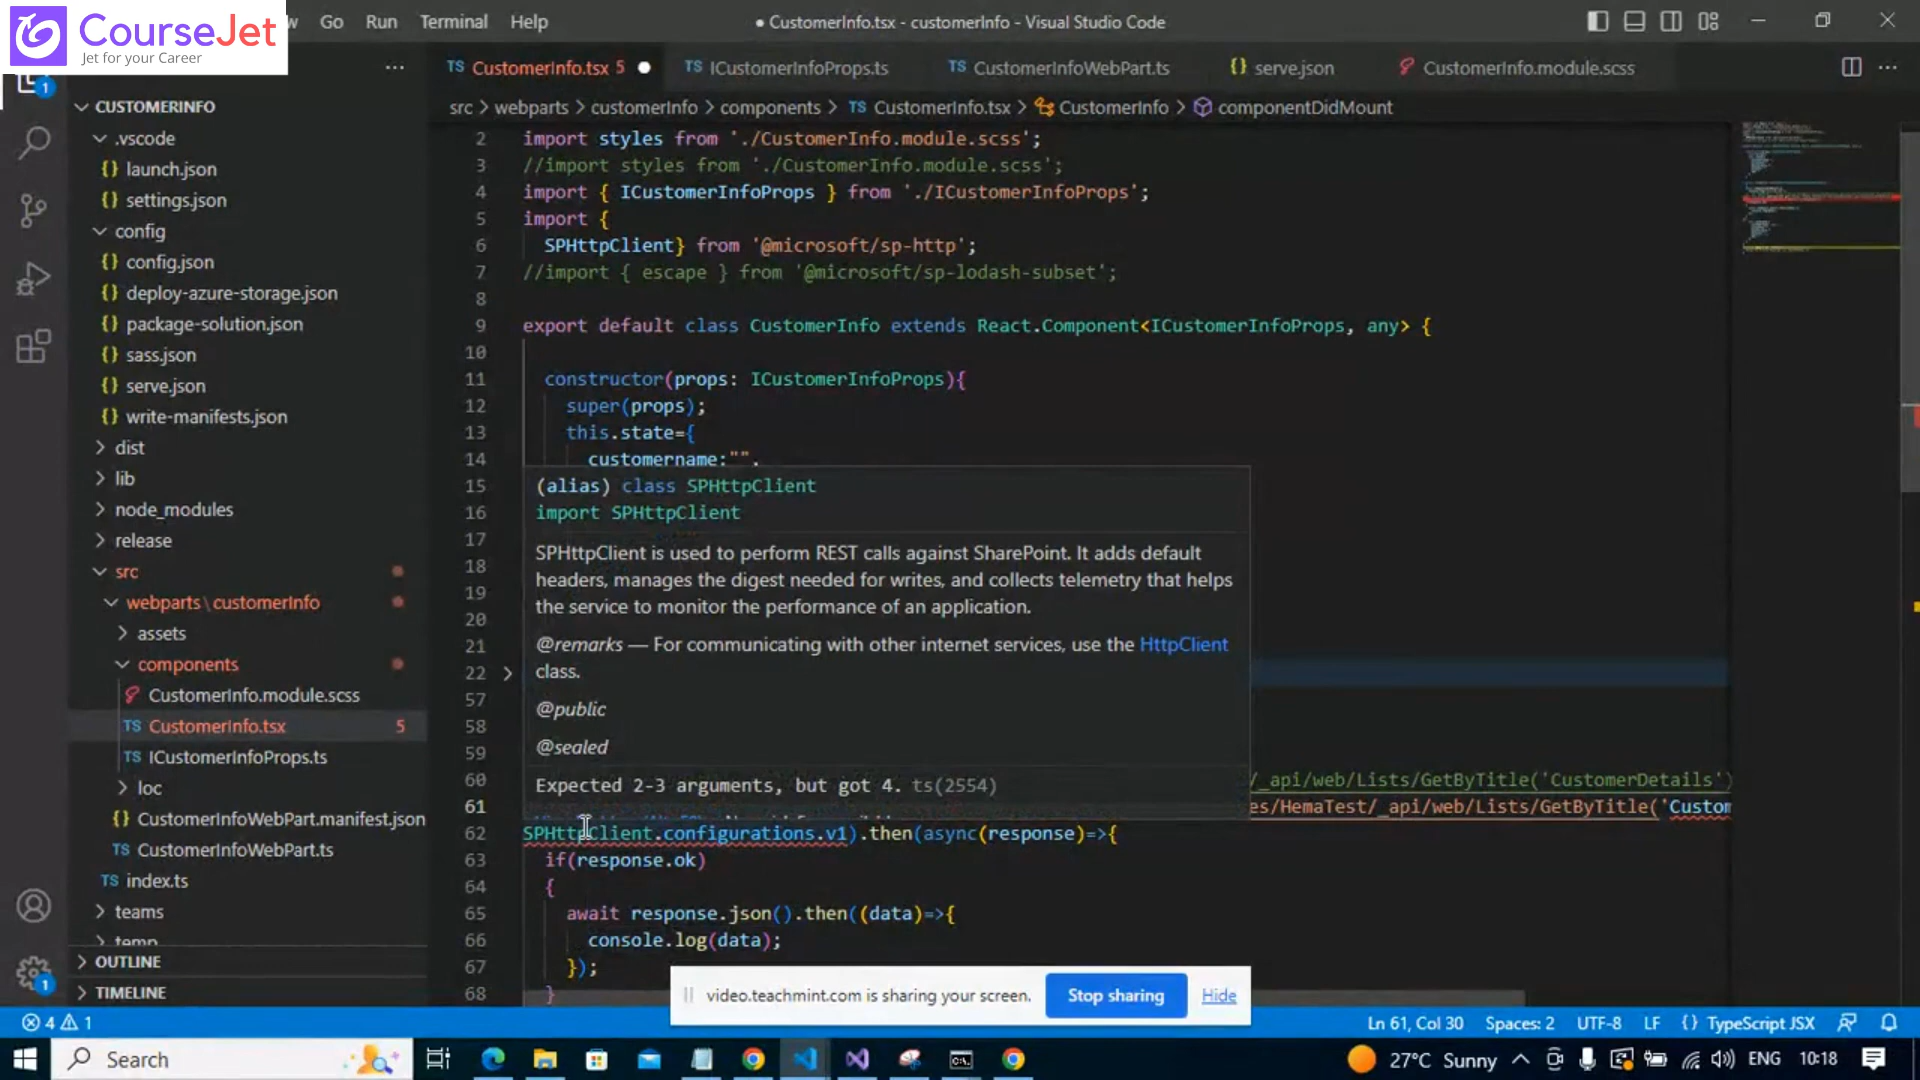 CourseJet
Jet for your Career
Go Run Terminal Help
● CustomerInfo.tsx - customerInfo - Visual Studio Code
TS CustomerInfo.tsx 5
TS ICustomerInfoProps.ts
TS CustomerInfoWebPart.ts
{} serve.json
CustomerInfo.module.scss
src > webparts > customerInfo > components > TS CustomerInfo.tsx > CustomerInfo > componentDidMount
1
CUSTOMERINFO
.vscode
{} launch.json
{} settings.json
config
{} config.json
{} deploy-azure-storage.json
{} package-solution.json
{} sass.json
{} serve.json
{} write-manifests.json
dist
lib
node_modules
release
src
webparts\customerInfo
assets
components
CustomerInfo.module.scss
TS CustomerInfo.tsx 5
TS ICustomerInfoProps.ts
loc
{} CustomerInfoWebPart.manifest.json
TS CustomerInfoWebPart.ts
TS index.ts
teams
temp
OUTLINE
TIMELINE
1
2 import styles from './CustomerInfo.module.scss';
3 //import styles from './CustomerInfo.module.scss';
4 import { ICustomerInfoProps } from './ICustomerInfoProps';
5 import {
6 SPHttpClient} from '@microsoft/sp-http';
7 //import { escape } from '@microsoft/sp-lodash-subset';
8
9 export default class CustomerInfo extends React.Component<ICustomerInfoProps, any> {
10
11 constructor(props: ICustomerInfoProps){
12 super(props);
13 this.state={
14 customername:"",
15
16
17
18
19
20
21
22
57
58
59
(alias) class SPHttpClient
import SPHttpClient
SPHttpClient is used to perform REST calls against SharePoint. It adds default
headers, manages the digest needed for writes, and collects telemetry that helps
the service to monitor the performance of an application.
@remarks — For communicating with other internet services, use the HttpClient
class.
@public
@sealed
Expected 2-3 arguments, but got 4. ts(2554)
60 /_api/web/Lists/GetByTitle('CustomerDetails')
61 es/HemaTest/_api/web/Lists/GetByTitle('Custom
62 SPHttpClient.configurations.v1).then(async(response)=>{
63 if(response.ok)
64 {
65 await response.json().then((data)=>{
66 console.log(data);
67 });
68 }
video.teachmint.com is sharing your screen. Stop sharing Hide
4 1
Ln 61, Col 30 Spaces: 2 UTF-8 LF {} TypeScript JSX
Search
27°C Sunny ENG 10:18